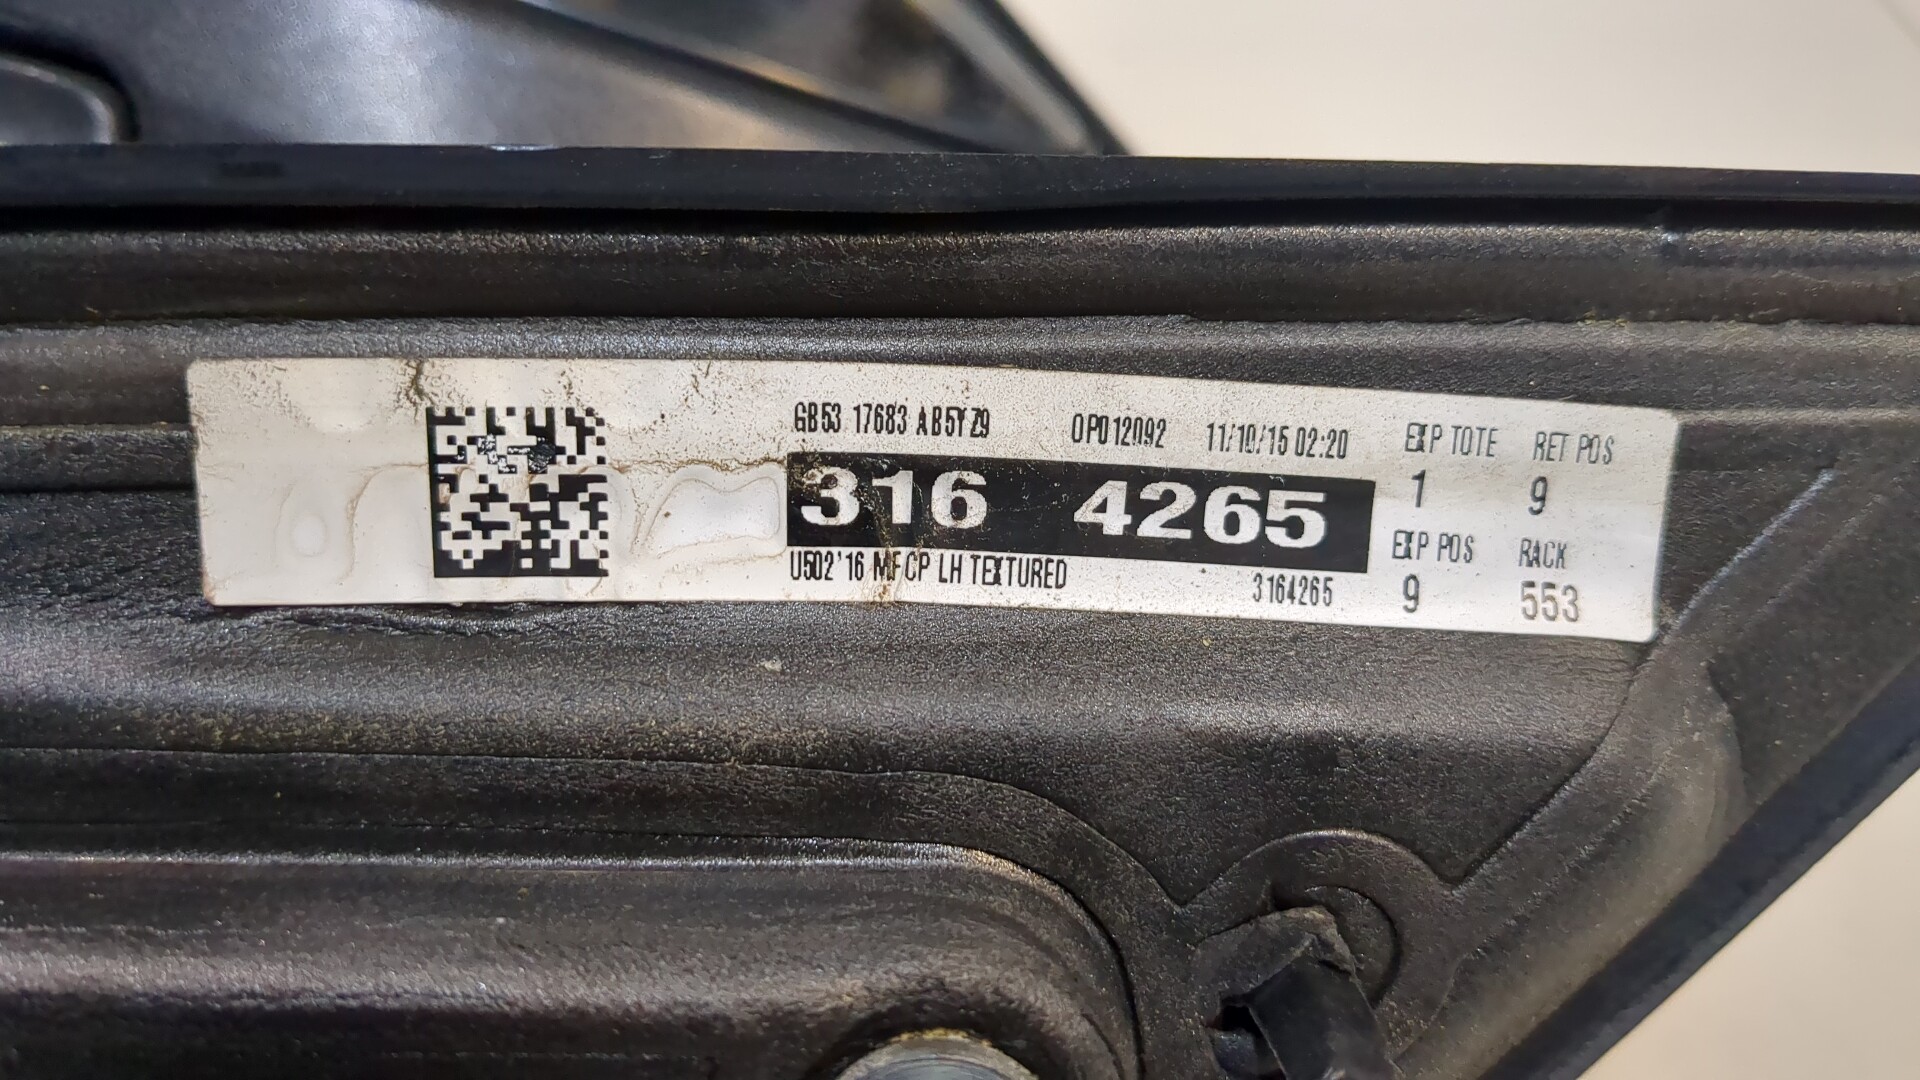 GB53 17683 AB5YZ9 0P012092 11/10/15 02:20 EXP TOTE RET POS
316 4265 1 9
U502'16 MFCP LH TEXTURED 3164265 EXP POS RACK
9 553